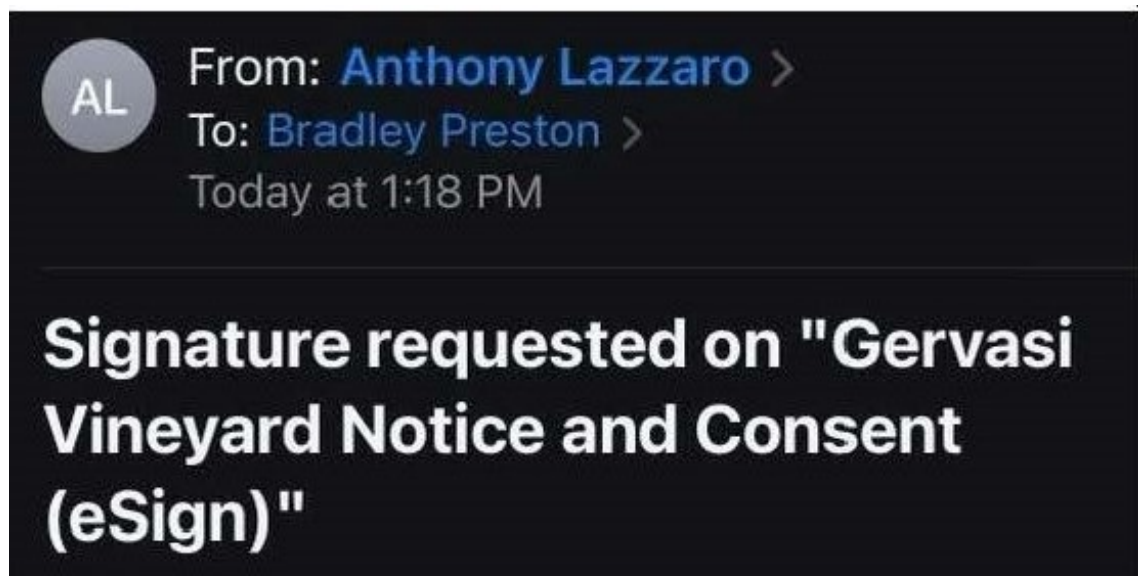 AL
From: Anthony Lazzaro >
To: Bradley Preston >
Today at 1:18 PM
Signature requested on "Gervasi
Vineyard Notice and Consent
(eSign)"